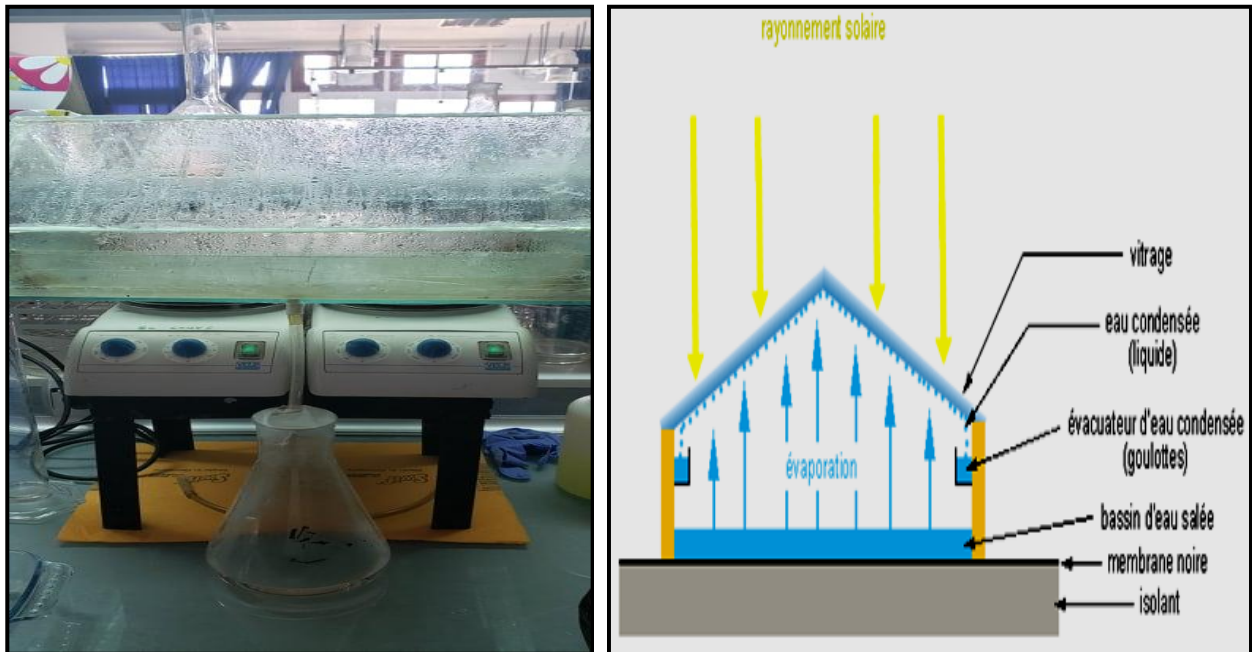 rayonnement solaire
vitrage
eau condensée
(liquide)
évacuateur d'eau condensée
(goulottes)
évaporation
bassin d'eau salée
membrane noire
isolant